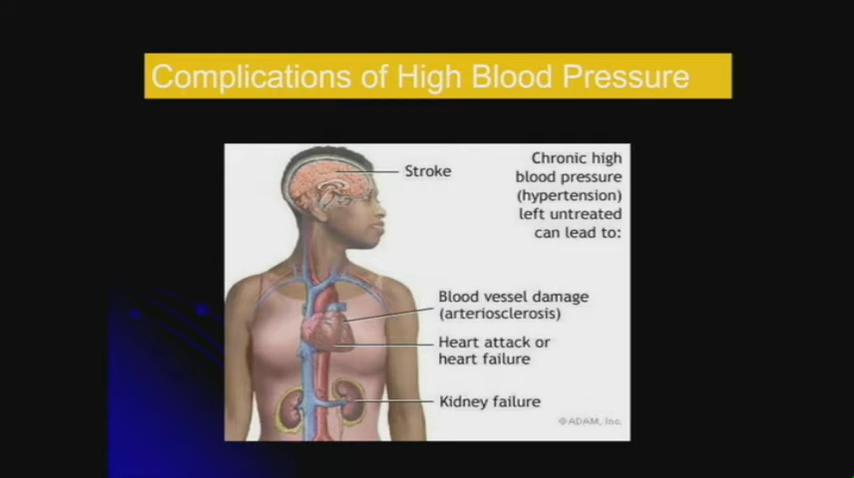 Complications of High Blood Pressure
Chronic high
blood pressure
(hypertension)
left untreated
can lead to:
Stroke
Blood vessel damage
(arteriosclerosis)
Heart attack or
heart failure
Kidney failure
©ADAM, Inc.